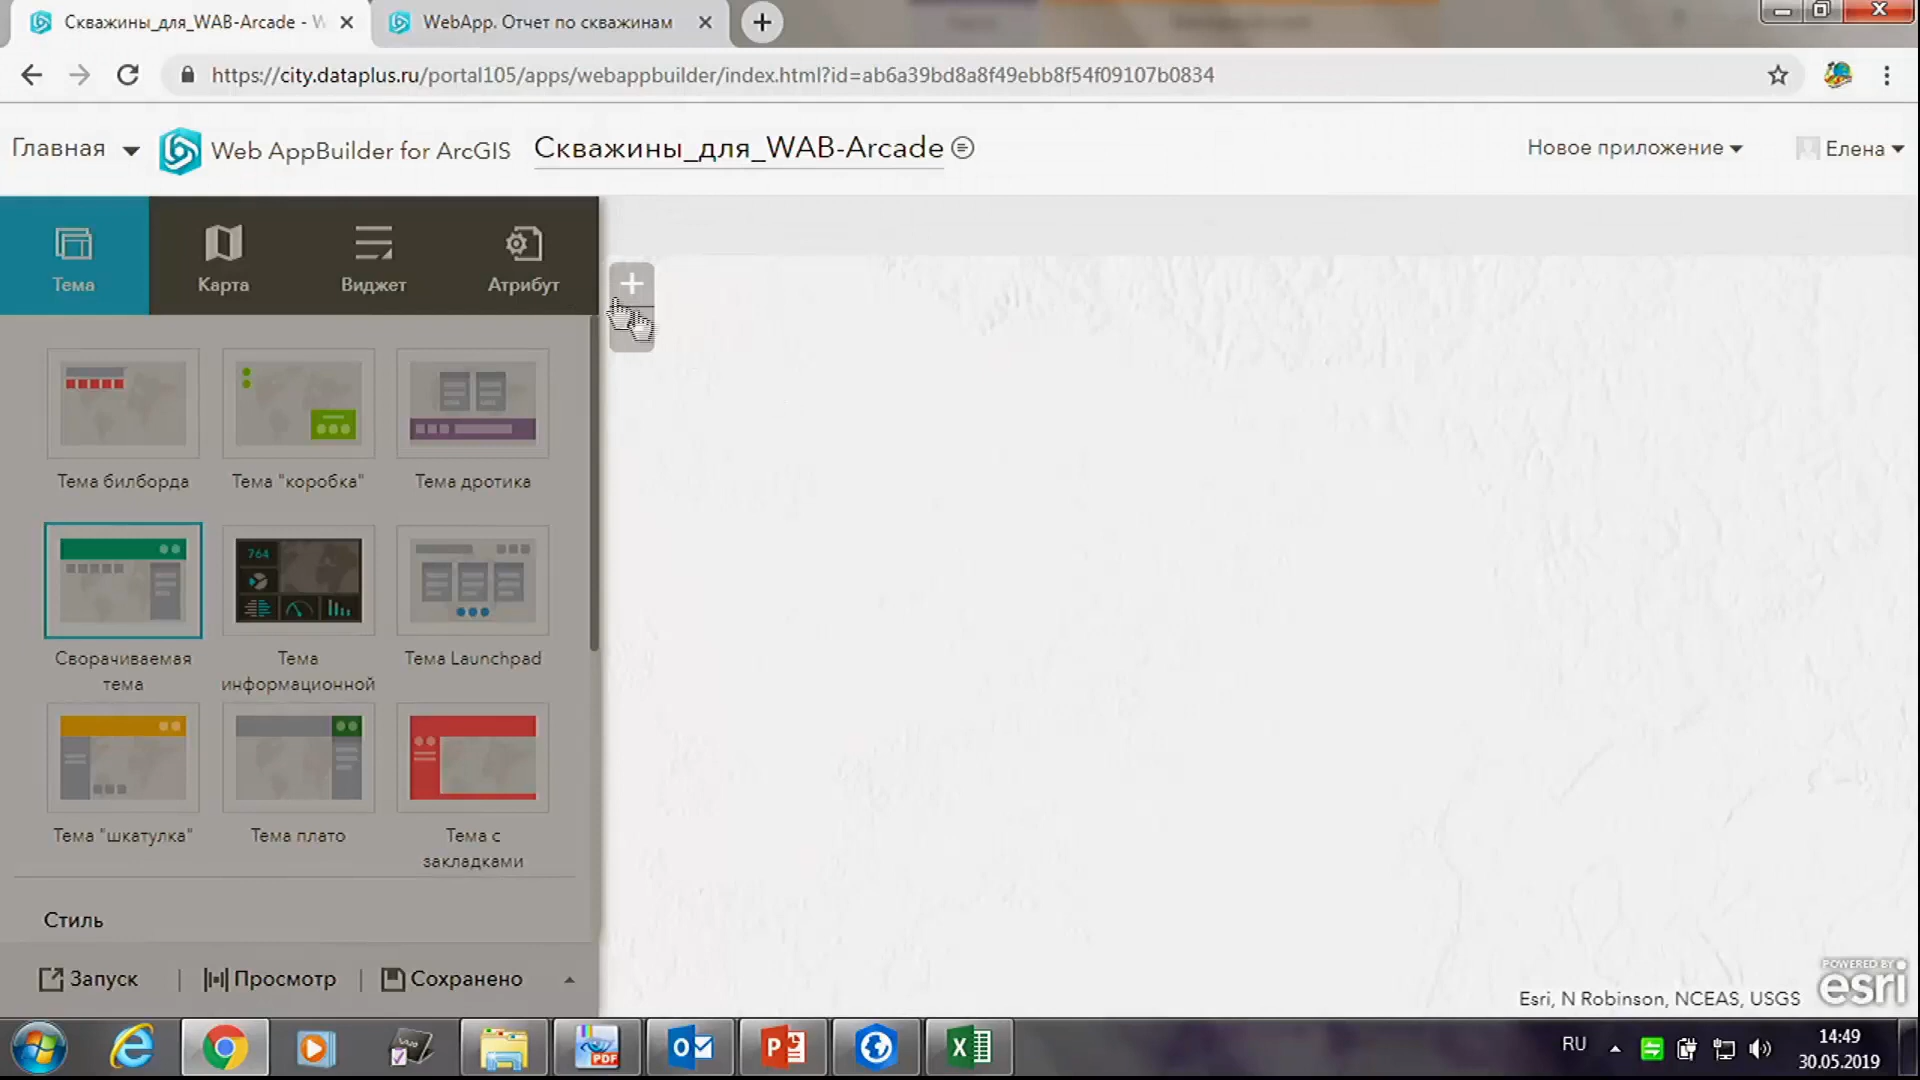 Скважины_для_WAB-Arcade - W
WebApp. Отчет по скважинам
https://city.dataplus.ru/portal105/apps/webappbuilder/index.html?id=ab6a39bd8a8f49ebb8f54f09107b0834
Главная
Web AppBuilder for ArcGIS
Скважины_для_WAB-Arcade
Новое приложение
Елена
Тема
Карта
Виджет
Атрибут
Тема билборда
Тема "коробка"
Тема дротика
764
Сворачиваемая
тема
Тема
информационной
Тема Launchpad
Тема "шкатулка"
Тема плато
Тема с
закладками
Стиль
Запуск
Просмотр
Сохранено
POWERED BY
esri
Esri, N Robinson, NCEAS, USGS
PDF
RU
14:49
30.05.2019